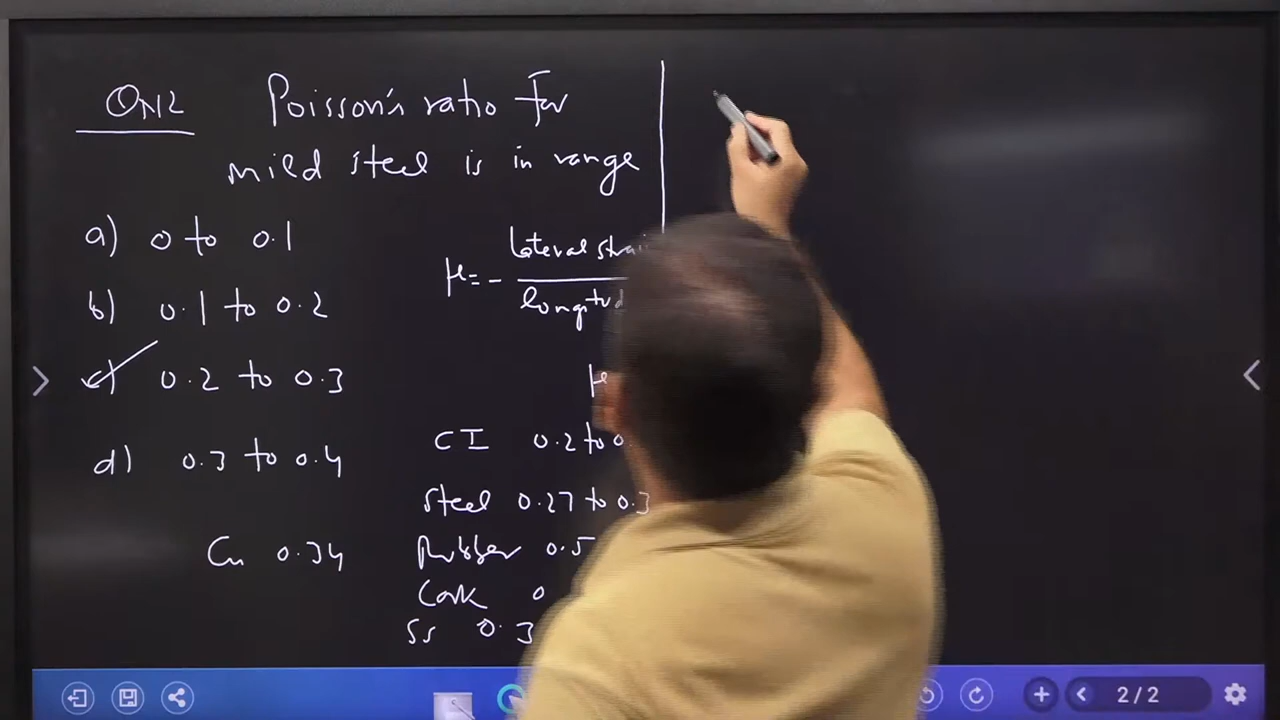 QN2 Poisson's ratio for
mild steel is in range
a) 0 to 0.1
b) 0.1 to 0.2
c) 0.2 to 0.3
d) 0.3 to 0.4
Cu 0.34
μ = - lateral
μ
CI 0.2 to 0.
Steel 0.27 to 0.3
Rubber 0.5
Cork 0
SS 0.3
2/2